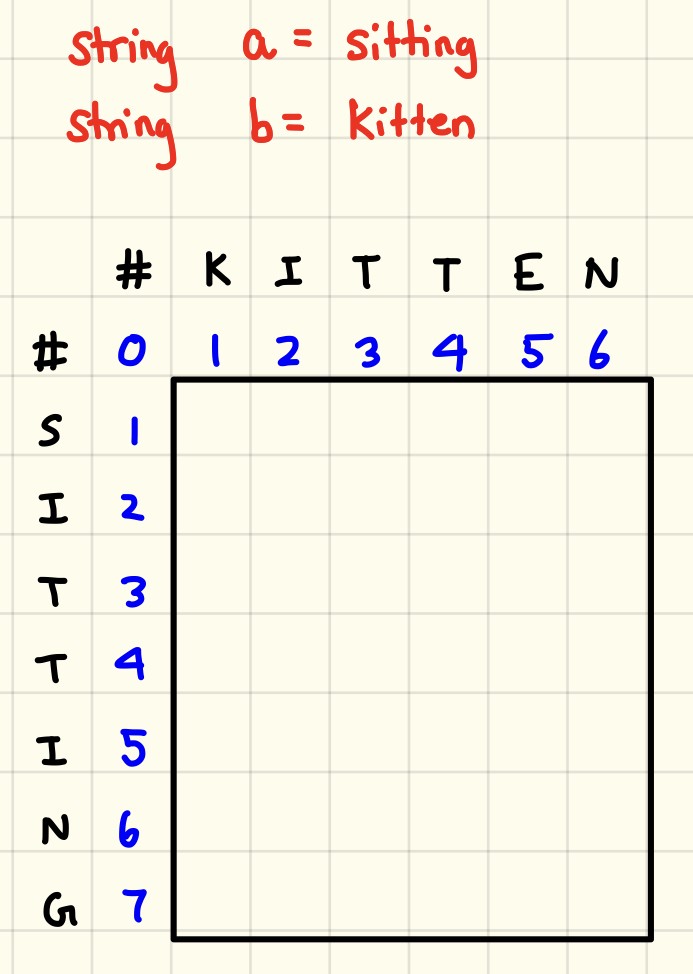 string a = sitting
string b = kitten
# K I T T E N
# 0 1 2 3 4 5 6
S 1
I 2
T 3
T 4
I 5
N 6
G 7